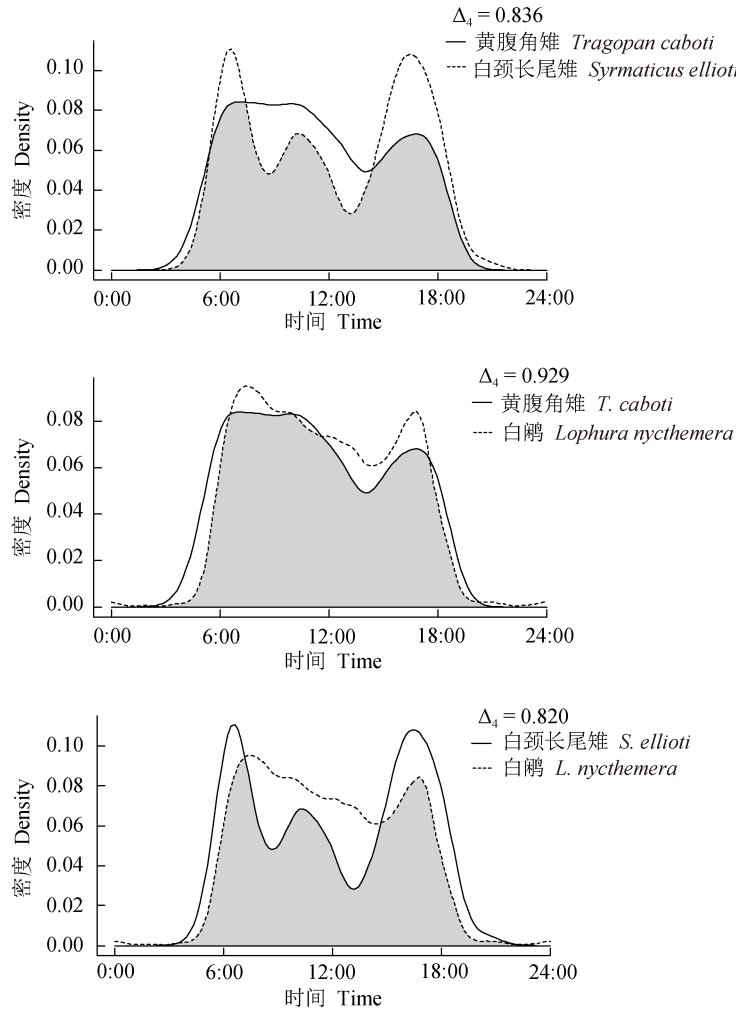 Δ4 = 0.836
黄腹角雉 Tragopan caboti
白颈长尾雉 Syrmaticus ellioti
密度 Density
0.10
0.08
0.06
0.04
0.02
0.00
0:00 6:00 12:00 18:00 24:00
时间 Time
Δ4 = 0.929
黄腹角雉 T. caboti
白鹇 Lophura nycthemera
密度 Density
0.08
0.06
0.04
0.02
0.00
0:00 6:00 12:00 18:00 24:00
时间 Time
Δ4 = 0.820
白颈长尾雉 S. ellioti
白鹇 L. nycthemera
密度 Density
0.10
0.08
0.06
0.04
0.02
0.00
0:00 6:00 12:00 18:00 24:00
时间 Time